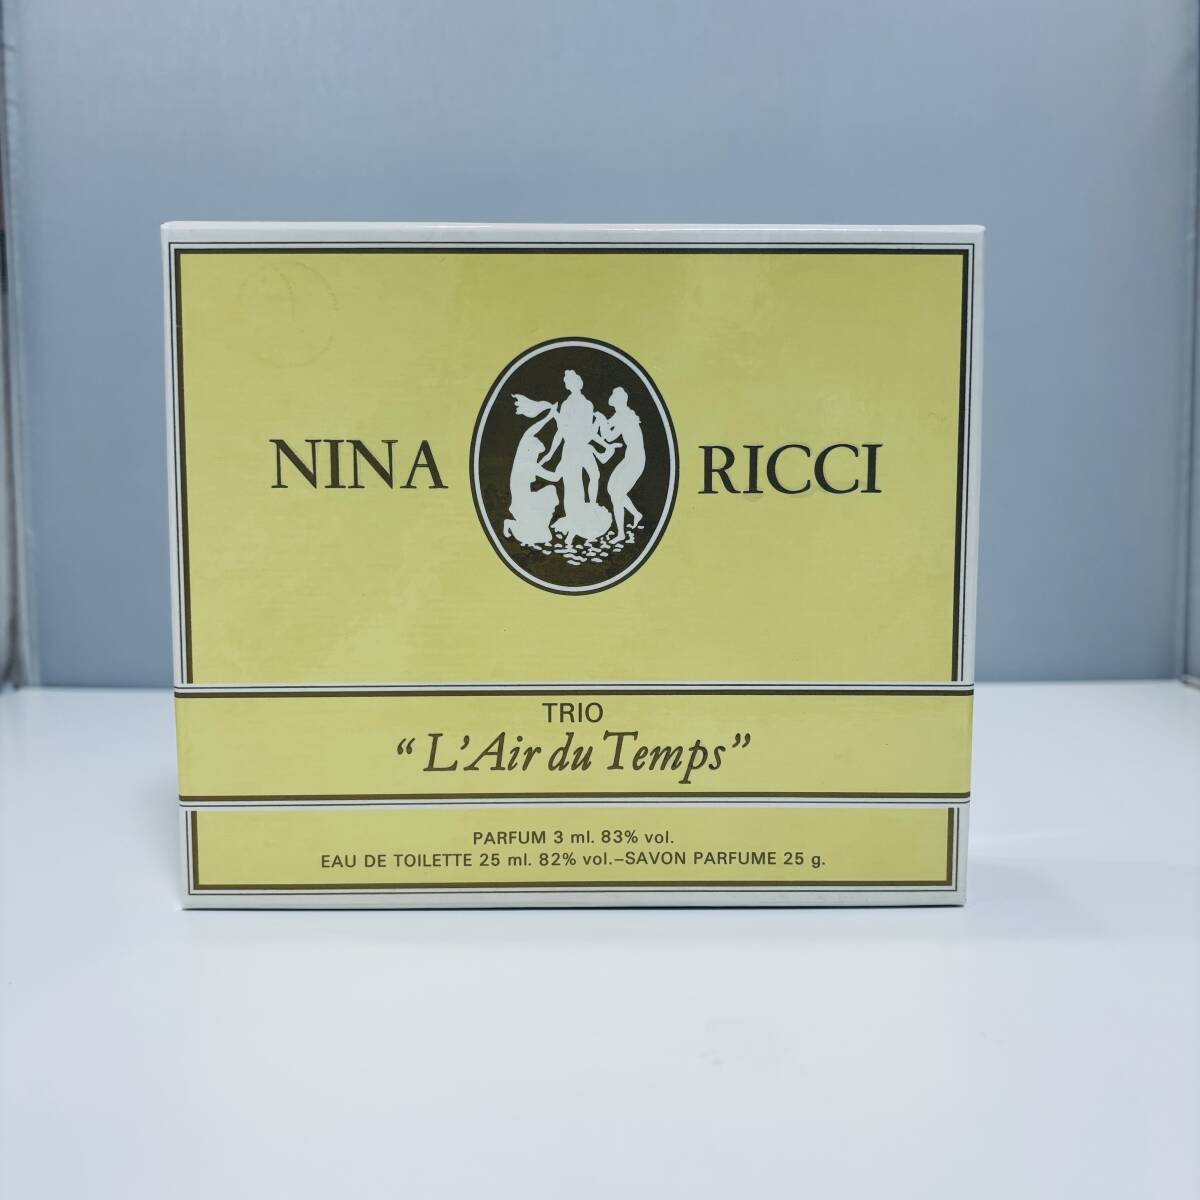 NINA RICCI
TRIO
“L’Air du Temps”
PARFUM 3 ml. 83% vol.
EAU DE TOILETTE 25 ml. 82% vol.–SAVON PARFUME 25 g.